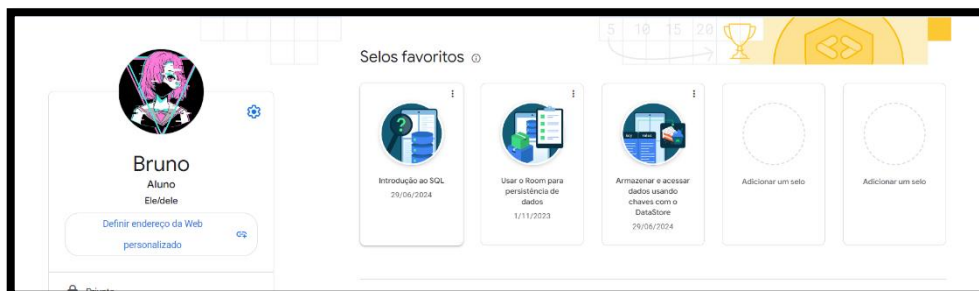 5 10 15 20
Selos favoritos
Bruno
Aluno
Ele/dele
Definir endereço da Web
personalizado
Introdução ao SQL
29/06/2024
Usar o Room para
persistência de
dados
1/11/2023
Armazenar e acessar
dados usando
chaves com o
DataStore
29/06/2024
Adicionar um selo
Adicionar um selo